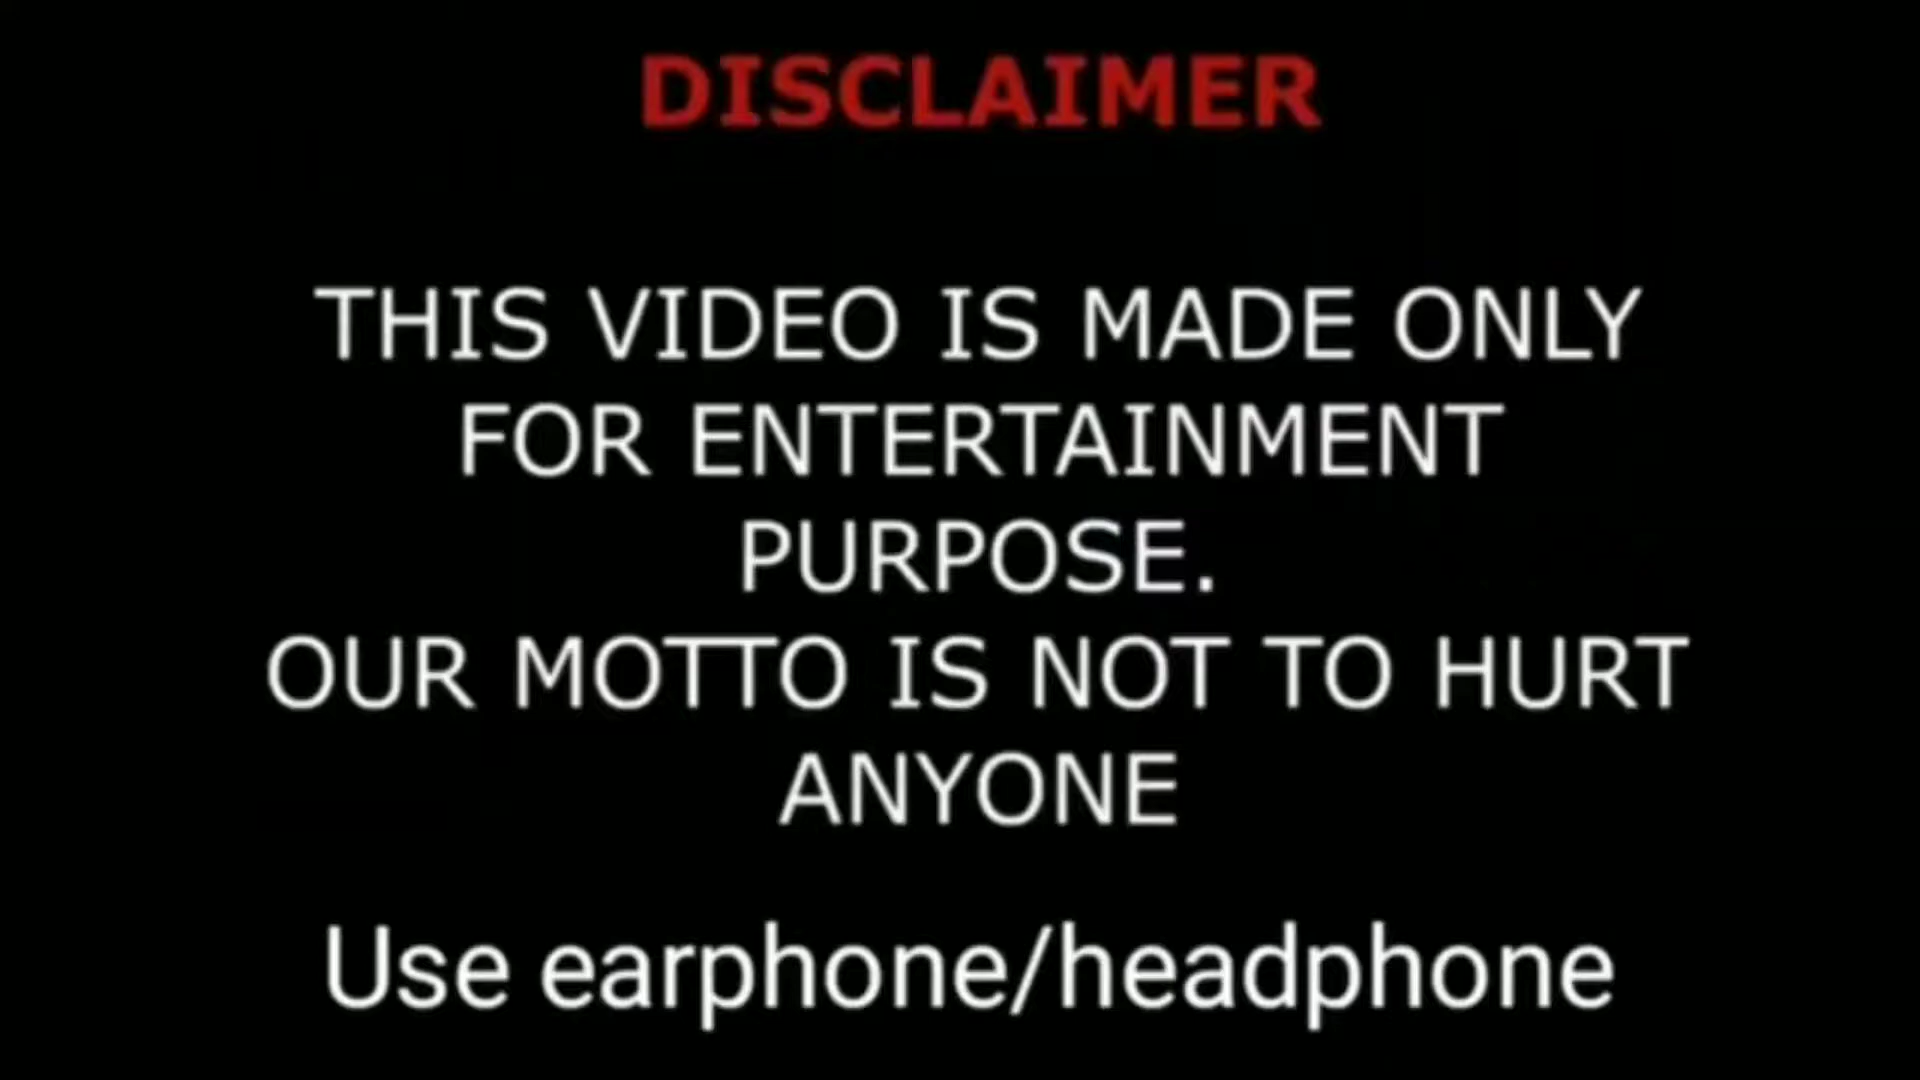 DISCLAIMER
THIS VIDEO IS MADE ONLY
FOR ENTERTAINMENT
PURPOSE.
OUR MOTTO IS NOT TO HURT
ANYONE
Use earphone/headphone